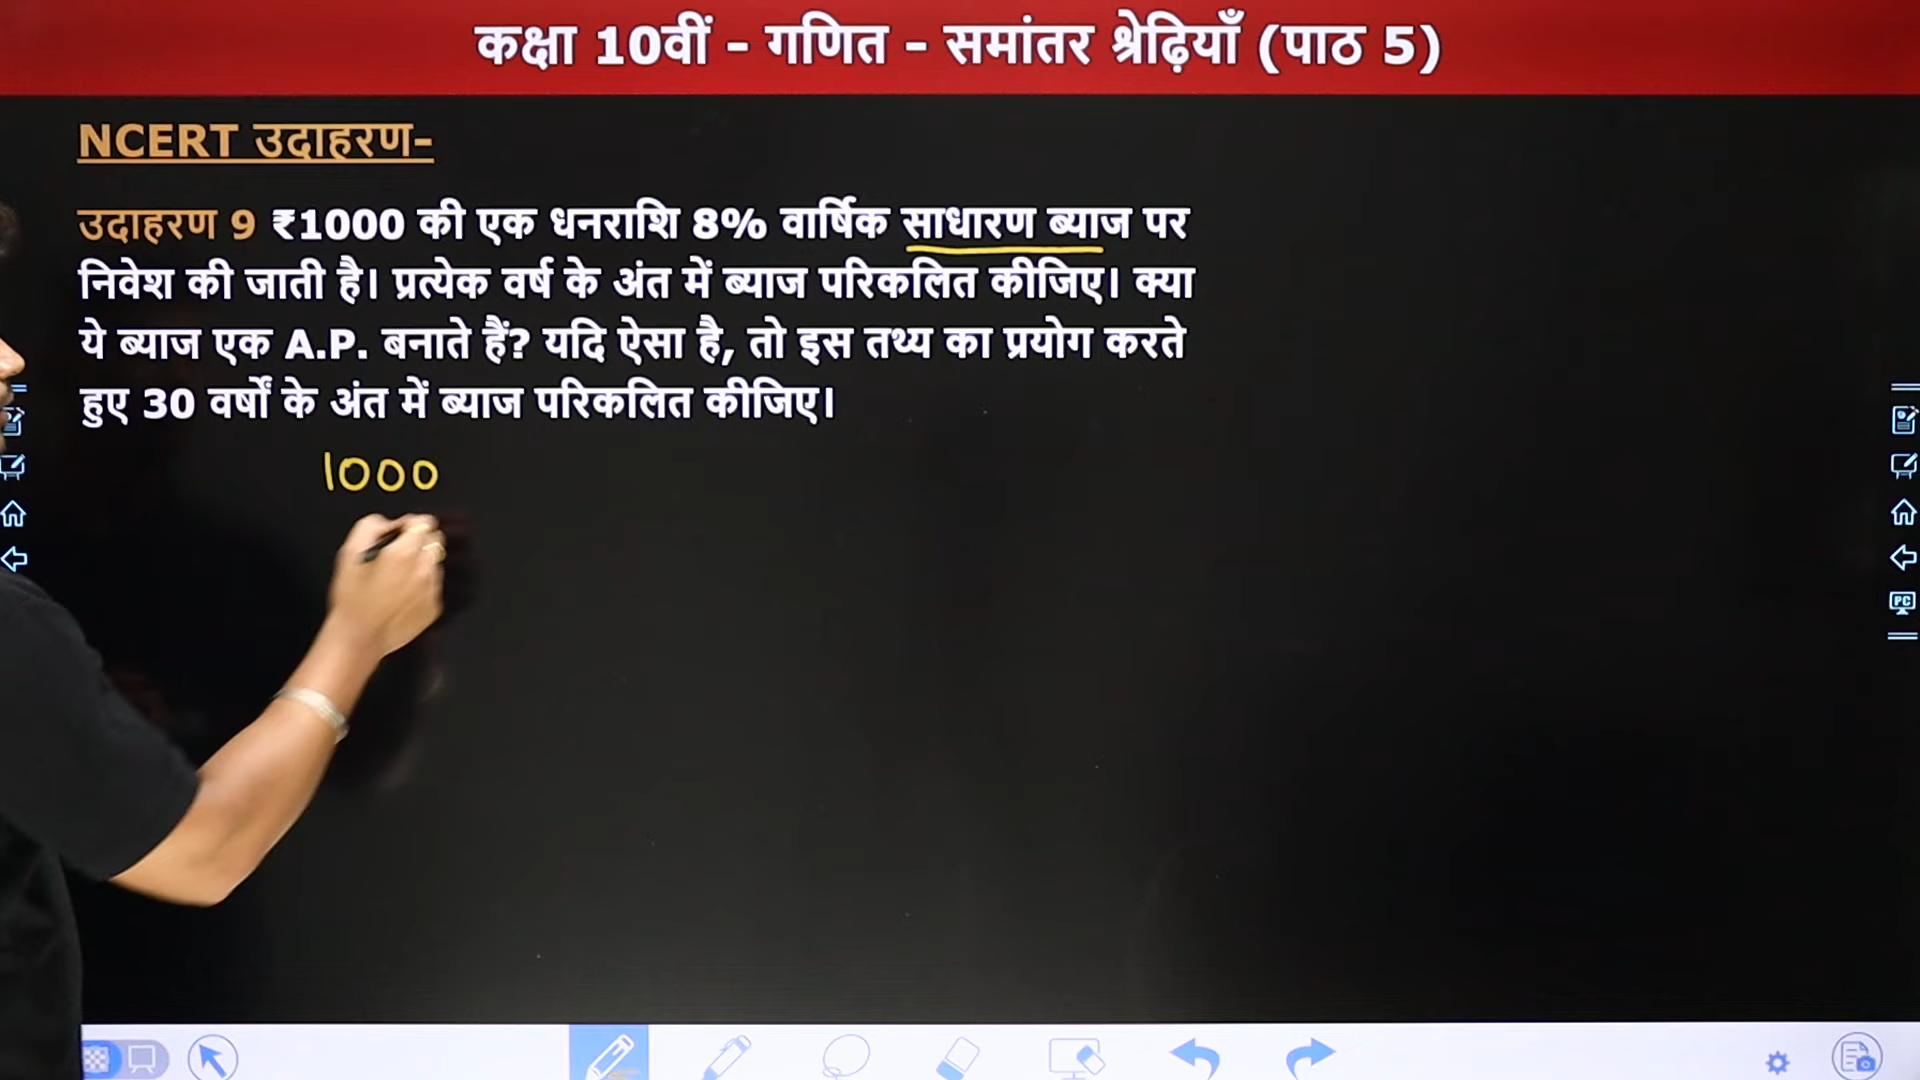 कक्षा 10वीं - गणित - समांतर श्रेढ़ियाँ (पाठ 5)
NCERT उदाहरण-
उदाहरण 9 ₹1000 की एक धनराशि 8% वार्षिक साधारण ब्याज पर
निवेश की जाती है। प्रत्येक वर्ष के अंत में ब्याज परिकलित कीजिए। क्या
ये ब्याज एक A.P. बनाते हैं? यदि ऐसा है, तो इस तथ्य का प्रयोग करते
हुए 30 वर्षों के अंत में ब्याज परिकलित कीजिए।
1000
PC